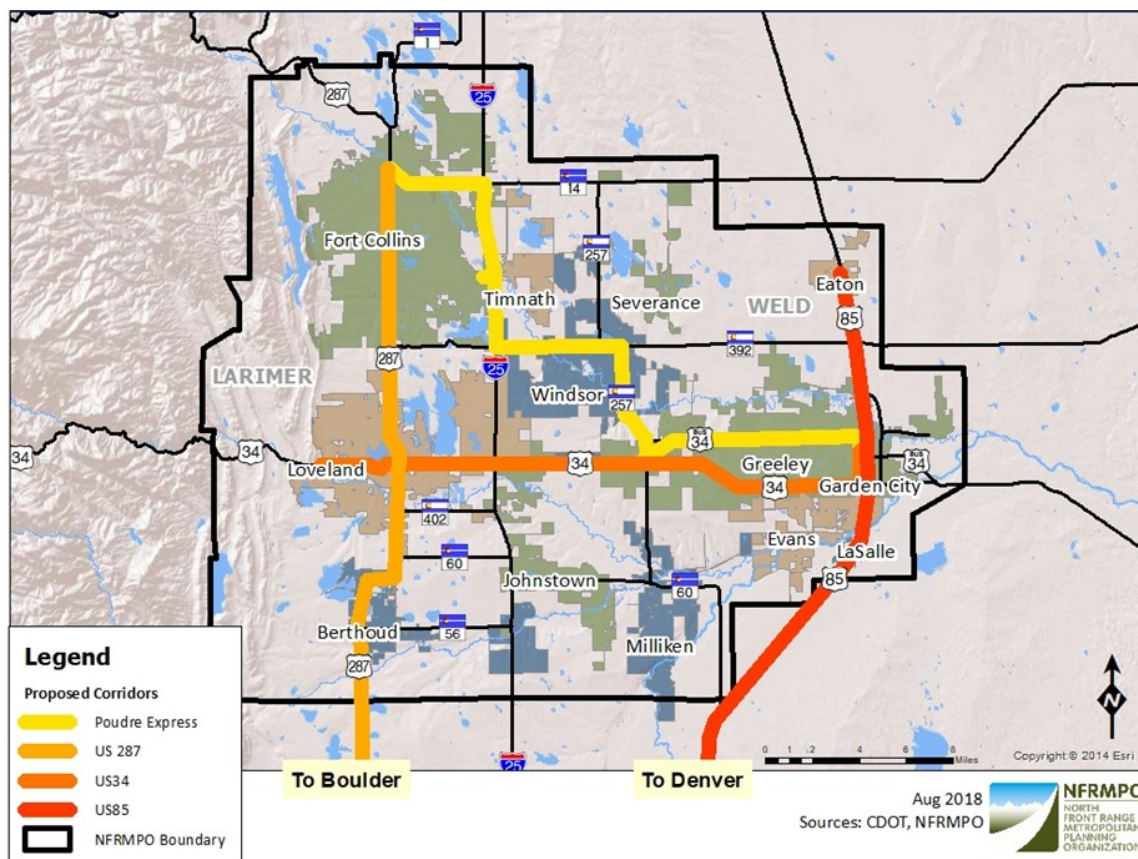 1
287
25
14
Fort Collins
257
Timnath
Severance
WELD
Eaton
85
287
25
392
LARIMER
Windsor
257
34
34
Loveland
34
BUS
34
Greeley
34
Garden City
BUS
34
402
Evans
LaSalle
60
Johnstown
60
85
Berthoud
56
Milliken
287
25
Legend
Proposed Corridors
Poudre Express
US 287
US34
US85
NFRMPO Boundary
To Boulder
To Denver
N
0 1 2 4 6 8
Miles
Copyright:© 2014 Esri
Aug 2018
Sources: CDOT, NFRMPO
NFRMPO
NORTH
FRONT RANGE
METROPOLITAN
PLANNING
ORGANIZATION